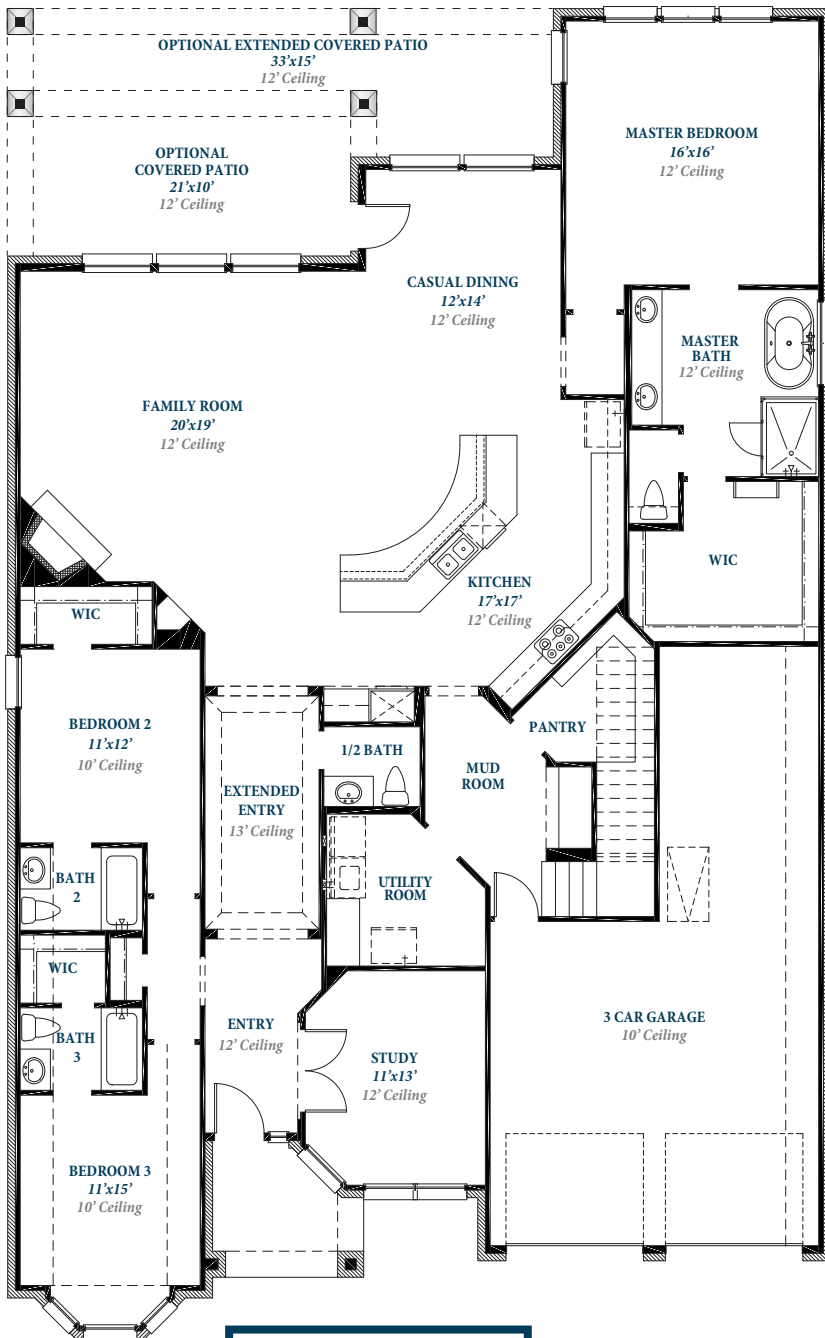 OPTIONAL EXTENDED COVERED PATIO
33'x15'
12' Ceiling
OPTIONAL
COVERED PATIO
21'x10'
12' Ceiling
MASTER BEDROOM
16'x16'
12' Ceiling
CASUAL DINING
12'x14'
12' Ceiling
MASTER
BATH
12' Ceiling
FAMILY ROOM
20'x19'
12' Ceiling
WIC
KITCHEN
17'x17'
12' Ceiling
WIC
BEDROOM 2
11'x12'
10' Ceiling
1/2 BATH
PANTRY
MUD
ROOM
EXTENDED
ENTRY
13' Ceiling
BATH
2
UTILITY
ROOM
WIC
ENTRY
12' Ceiling
3 CAR GARAGE
10' Ceiling
BATH
3
STUDY
11'x13'
12' Ceiling
BEDROOM 3
11'x15'
10' Ceiling